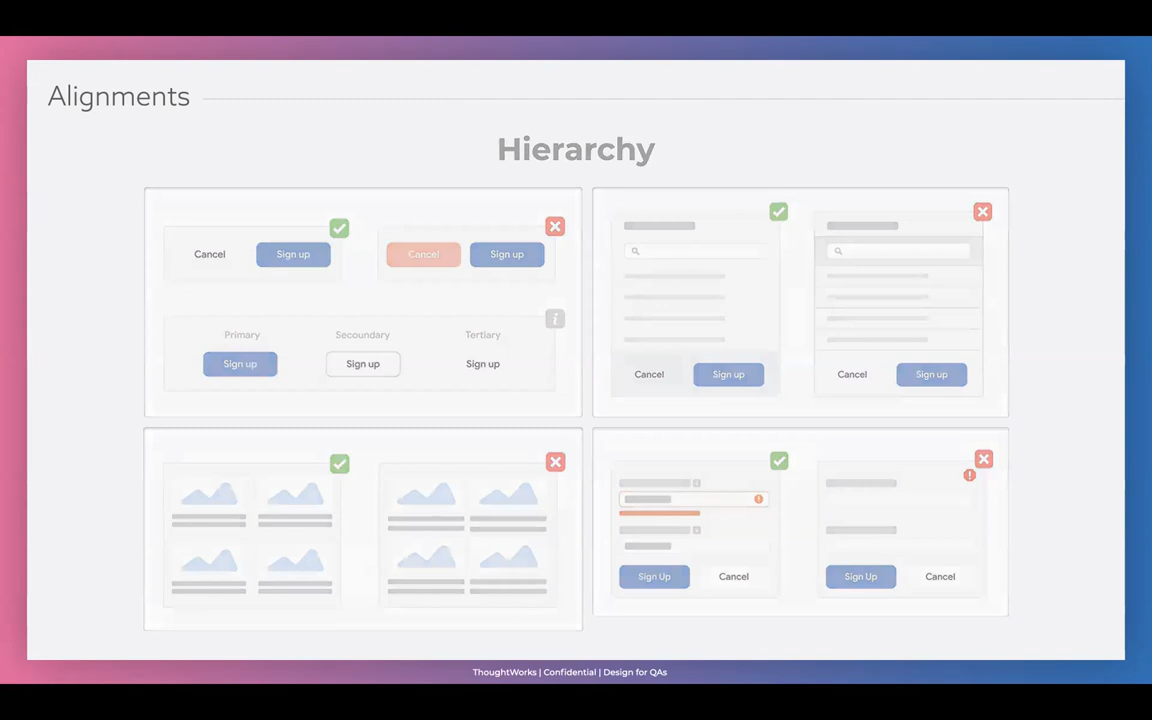 Alignments
Hierarchy
Cancel
Sign up
Cancel
Sign up
Primary
Secoundary
Tertiary
Sign up
Sign up
Sign up
Cancel
Sign up
Cancel
Sign up
Sign Up
Cancel
Sign Up
Cancel
ThoughtWorks | Confidential | Design for QAs